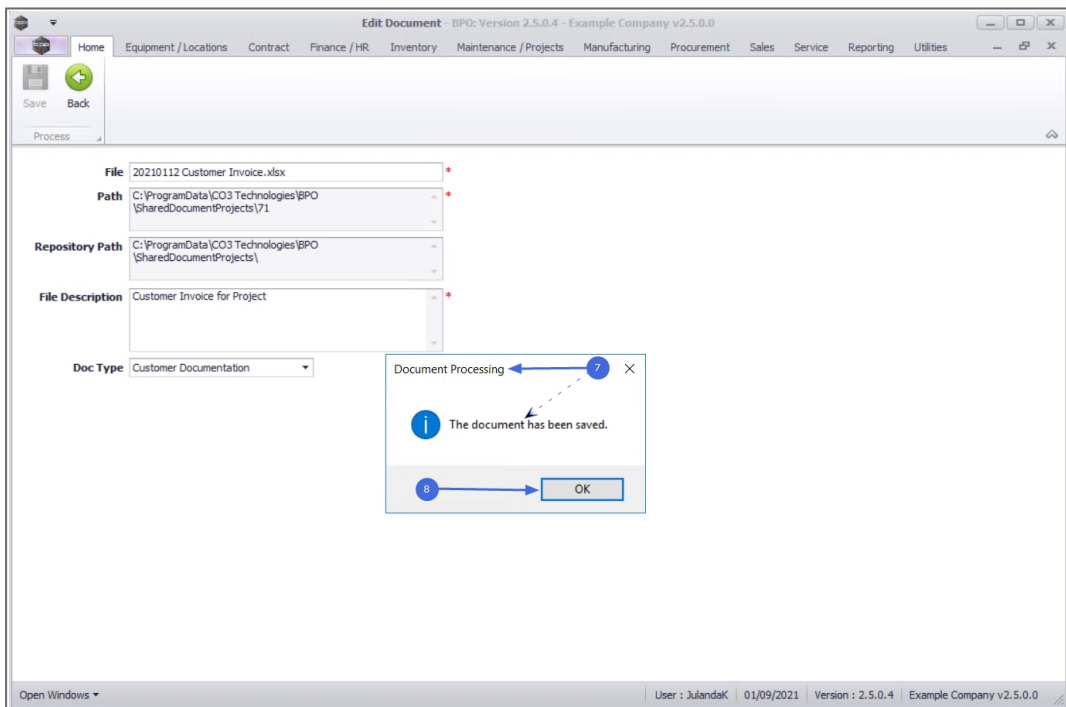 Edit Document - BPO: Version 2.5.0.4 - Example Company v2.5.0.0
Home Equipment / Locations Contract Finance / HR Inventory Maintenance / Projects Manufacturing Procurement Sales Service Reporting Utilities
Save Back
Process
File 20210112 Customer Invoice.xlsx *
Path C:\ProgramData\CO3 Technologies\BPO *
\SharedDocumentProjects\71
Repository Path C:\ProgramData\CO3 Technologies\BPO
\SharedDocumentProjects\
File Description Customer Invoice for Project *
Doc Type Customer Documentation
Document Processing 7
The document has been saved.
8 OK
Open Windows User : JulandaK 01/09/2021 Version : 2.5.0.4 Example Company v2.5.0.0